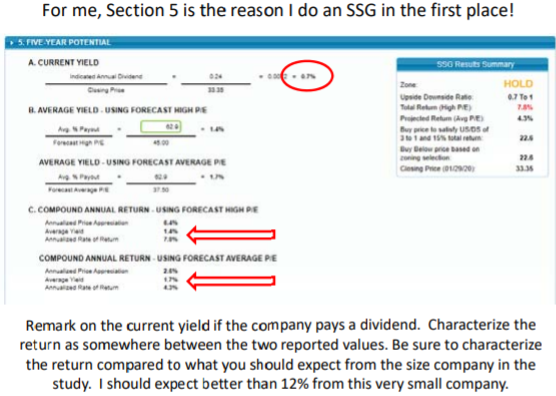 For me, Section 5 is the reason I do an SSG in the first place!
5. FIVE-YEAR POTENTIAL
A. CURRENT YIELD
Indicated Annual Dividend = 0.24 = = 0.7%
Closing Price 33.35
B. AVERAGE YIELD - USING FORECAST HIGH P/E
Avg. % Payout = 62.9 = 1.4%
Forecast High P/E 45.00
AVERAGE YIELD - USING FORECAST AVERAGE P/E
Avg. % Payout = 62.9 = 1.7%
Forecast Average P/E 37.50
C. COMPOUND ANNUAL RETURN - USING FORECAST HIGH P/E
Annualized Price Appreciation 6.4%
Average Yield 1.4%
Annualized Rate of Return 7.8%
COMPOUND ANNUAL RETURN - USING FORECAST AVERAGE P/E
Annualized Price Appreciation 2.6%
Average Yield 1.7%
Annualized Rate of Return 4.3%
SSG Results Summary
Zone: HOLD
Upside Downside Ratio: 0.7 To 1
Total Return (High P/E) 7.8%
Projected Return (Avg P/E) 4.3%
Buy price to satisfy US/DS of
3 to 1 and 15% total return: 22.6
Buy Below price based on
zoning selection: 22.6
Closing Price (01/29/20) 33.35
Remark on the current yield if the company pays a dividend. Characterize the
return as somewhere between the two reported values. Be sure to characterize
the return compared to what you should expect from the size company in the
study. I should expect better than 12% from this very small company.